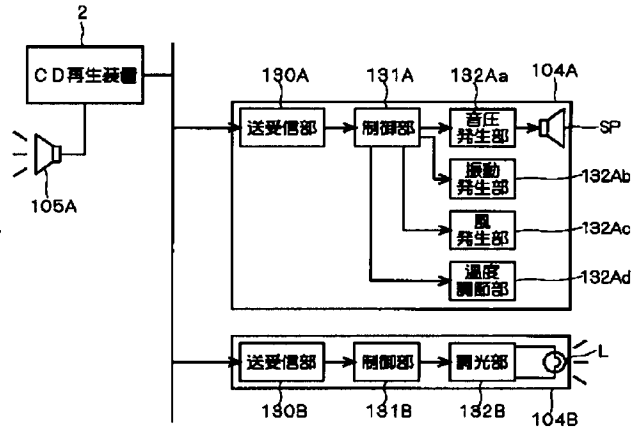 2
CD再生装置
105A
130A
131A
132Aa
104A
送受信部
制御部
音圧
発生部
SP
振動
発生部
132Ab
風
発生部
132Ac
温度
調節部
132Ad
送受信部
制御部
調光部
L
130B
131B
132B
104B